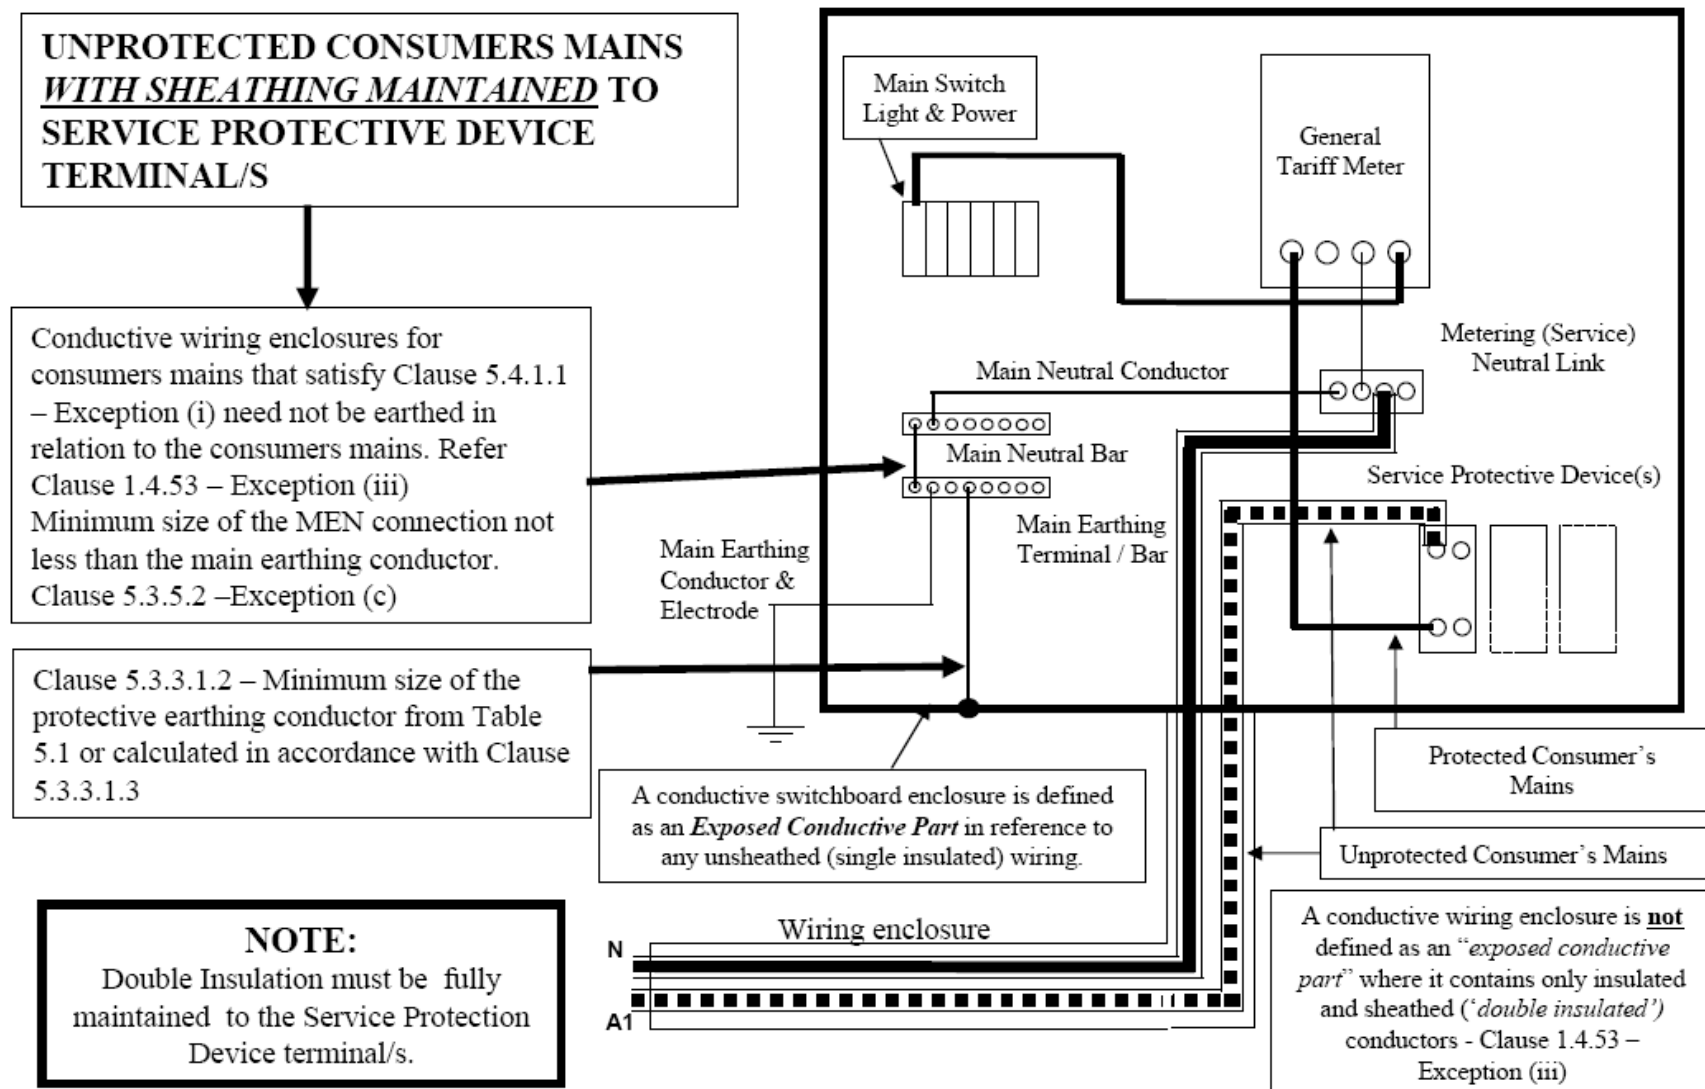 UNPROTECTED CONSUMERS MAINS
WITH SHEATHING MAINTAINED TO
SERVICE PROTECTIVE DEVICE
TERMINAL/S
Main Switch
Light & Power
General
Tariff Meter
Conductive wiring enclosures for
consumers mains that satisfy Clause 5.4.1.1
– Exception (i) need not be earthed in
relation to the consumers mains. Refer
Clause 1.4.53 – Exception (iii)
Minimum size of the MEN connection not
less than the main earthing conductor.
Clause 5.3.5.2 –Exception (c)
Metering (Service)
Neutral Link
Main Neutral Conductor
Main Neutral Bar
Service Protective Device(s)
Main Earthing
Terminal / Bar
Main Earthing
Conductor &
Electrode
Clause 5.3.3.1.2 – Minimum size of the
protective earthing conductor from Table
5.1 or calculated in accordance with Clause
5.3.3.1.3
Protected Consumer’s
Mains
A conductive switchboard enclosure is defined
as an Exposed Conductive Part in reference to
any unsheathed (single insulated) wiring.
Unprotected Consumer’s Mains
NOTE:
Double Insulation must be fully
maintained to the Service Protection
Device terminal/s.
Wiring enclosure
N
A1
A conductive wiring enclosure is not
defined as an “exposed conductive
part” where it contains only insulated
and sheathed (‘double insulated’)
conductors - Clause 1.4.53 –
Exception (iii)